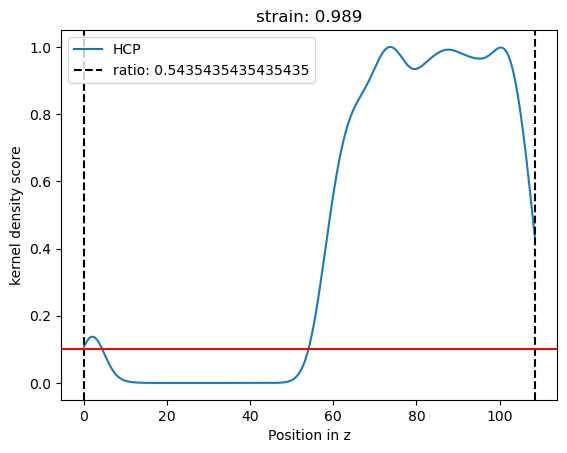 strain: 0.989
HCP
ratio: 0.5435435435435435
kernel density score
1.0
0.8
0.6
0.4
0.2
0.0
0 20 40 60 80 100
Position in z